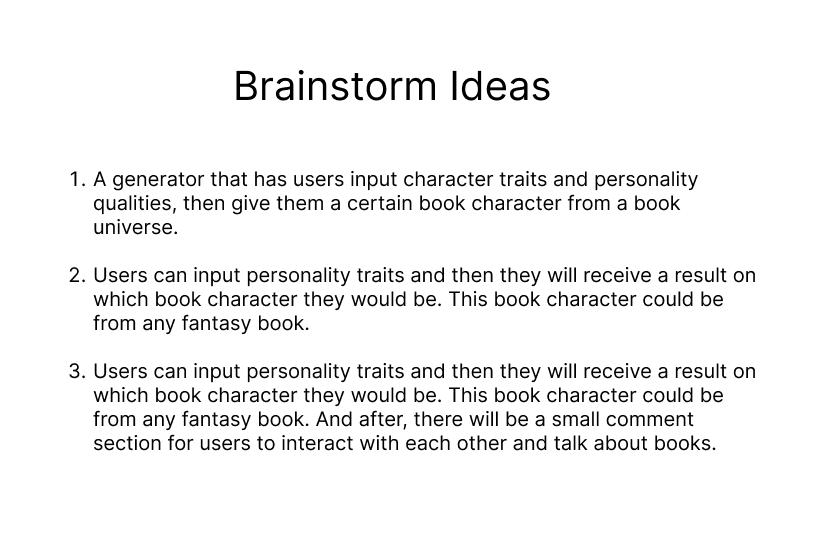 Brainstorm Ideas
1. A generator that has users input character traits and personality
qualities, then give them a certain book character from a book
universe.
2. Users can input personality traits and then they will receive a result on
which book character they would be. This book character could be
from any fantasy book.
3. Users can input personality traits and then they will receive a result on
which book character they would be. This book character could be
from any fantasy book. And after, there will be a small comment
section for users to interact with each other and talk about books.